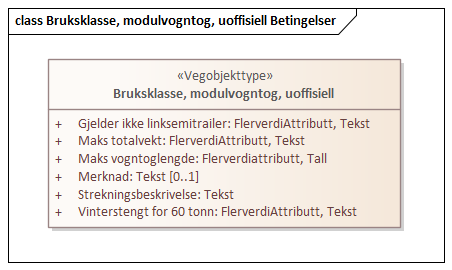 class Bruksklasse, modulvogntog, uoffisiell Betingelser
«Vegobjekttype»
Bruksklasse, modulvogntog, uoffisiell
+ Gjelder ikke linksemitrailer: FlerverdiAttributt, Tekst
+ Maks totalvekt: FlerverdiAttributt, Tekst
+ Maks vogntoglengde: Flerverdiattributt, Tall
+ Merknad: Tekst [0..1]
+ Strekningsbeskrivelse: Tekst
+ Vinterstengt for 60 tonn: FlerverdiAttributt, Tekst